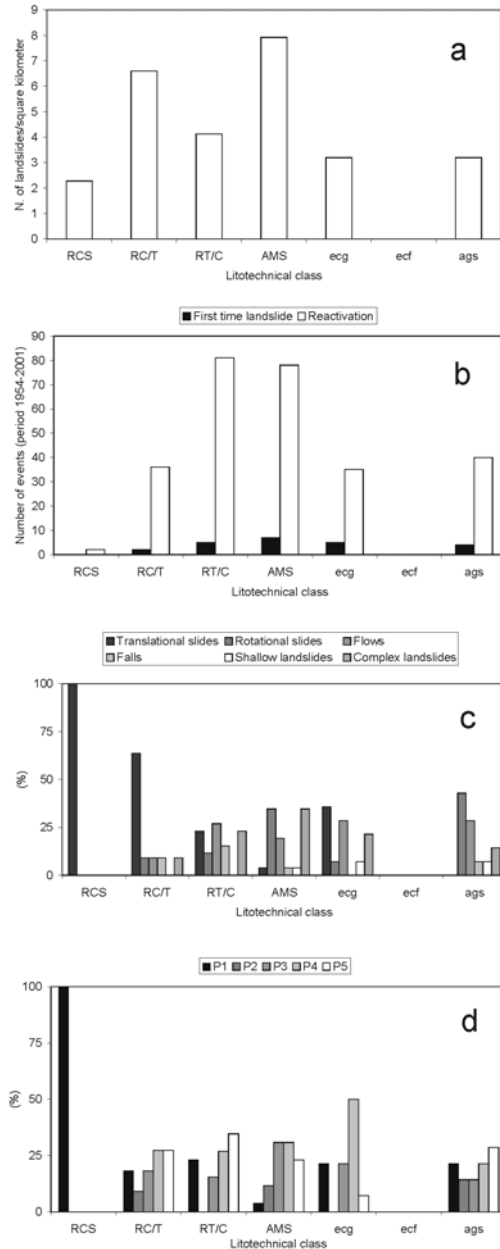 a
N. of landslides/square kilometer
9
8
7
6
5
4
3
2
1
0
RCS RC/T RT/C AMS ecg ecf ags
Litotechnical class
First time landslide Reactivation
b
Number of events (period 1954-2001)
90
80
70
60
50
40
30
20
10
0
RCS RC/T RT/C AMS ecg ecf ags
Litotechnical class
Translational slides Rotational slides Flows
Falls Shallow landslides Complex landslides
c
(%)
100
75
50
25
0
RCS RC/T RT/C AMS ecg ecf ags
Litotechnical class
P1 P2 P3 P4 P5
d
(%)
100
75
50
25
0
RCS RC/T RT/C AMS ecg ecf ags
Litotechnical class